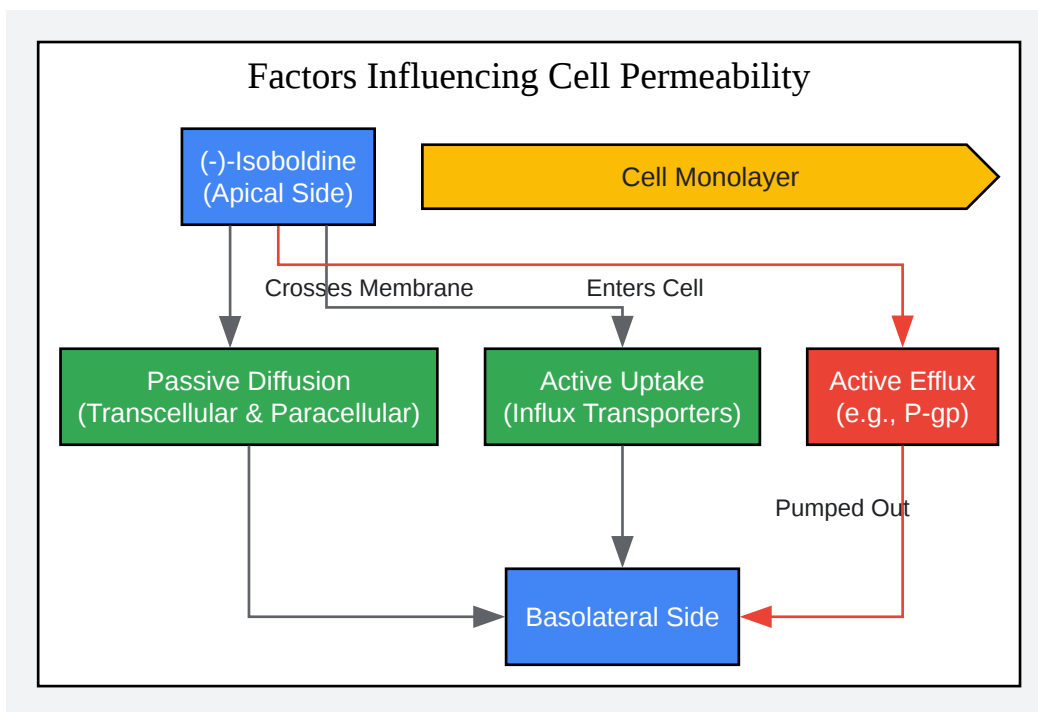 Factors Influencing Cell Permeability
(-)-Isoboldine
(Apical Side)
Cell Monolayer
Crosses Membrane
Enters Cell
Passive Diffusion
(Transcellular & Paracellular)
Active Uptake
(Influx Transporters)
Active Efflux
(e.g., P-gp)
Pumped Out
Basolateral Side